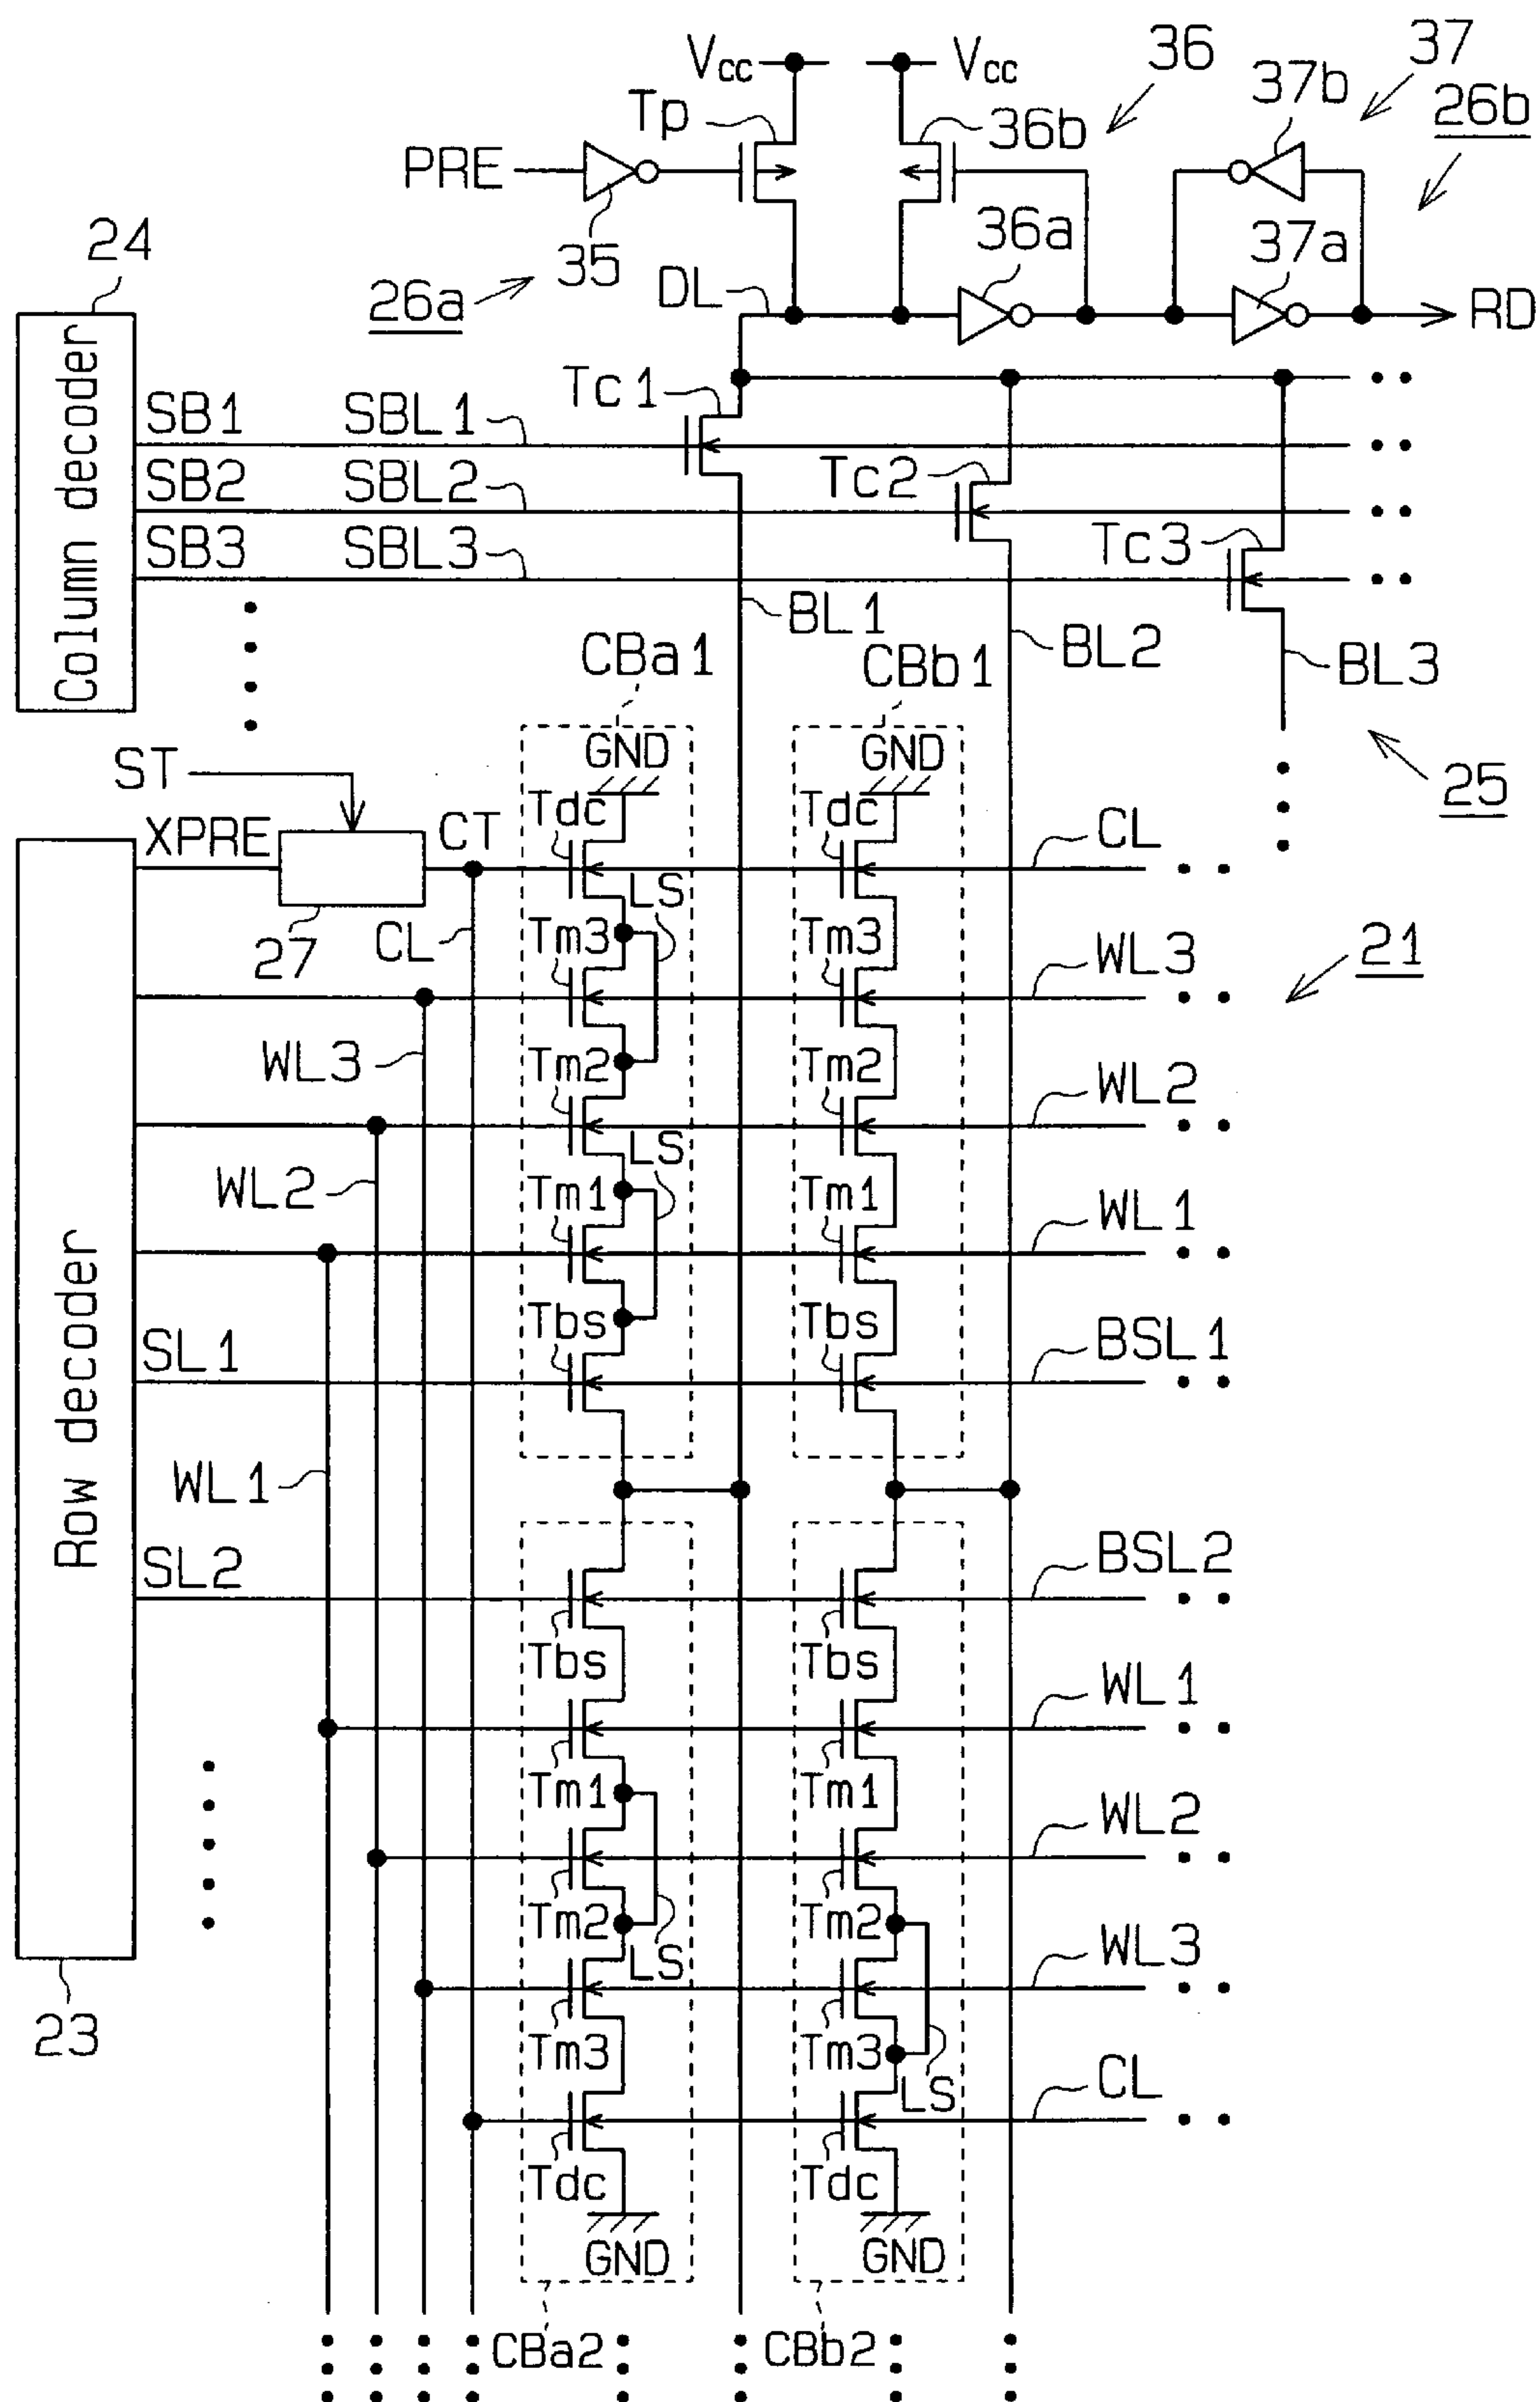 Vcc Vcc 36 37
Tp 36b 37b 26b
PRE
24 35 36a 37a
26a DL RD
Column decoder
Tc1
SB1 SBL1
SB2 SBL2 Tc2
SB3 SBL3 Tc3
BL1
CBa1 CBb1 BL2 BL3
GND GND
ST 25
XPRE CT Tdc Tdc CL
LS
27 CL Tm3 Tm3 WL3 21
WL3 Tm2 Tm2 WL2
LS
WL2 Tm1 Tm1 WL1
Row decoder
SL1 Tbs Tbs BSL1
WL1
SL2 BSL2
Tbs Tbs WL1
Tm1 Tm1 WL2
Tm2 Tm2 WL3
LS
23 Tm3 Tm3 CL
LS
Tdc Tdc
GND GND
CBa2 CBb2